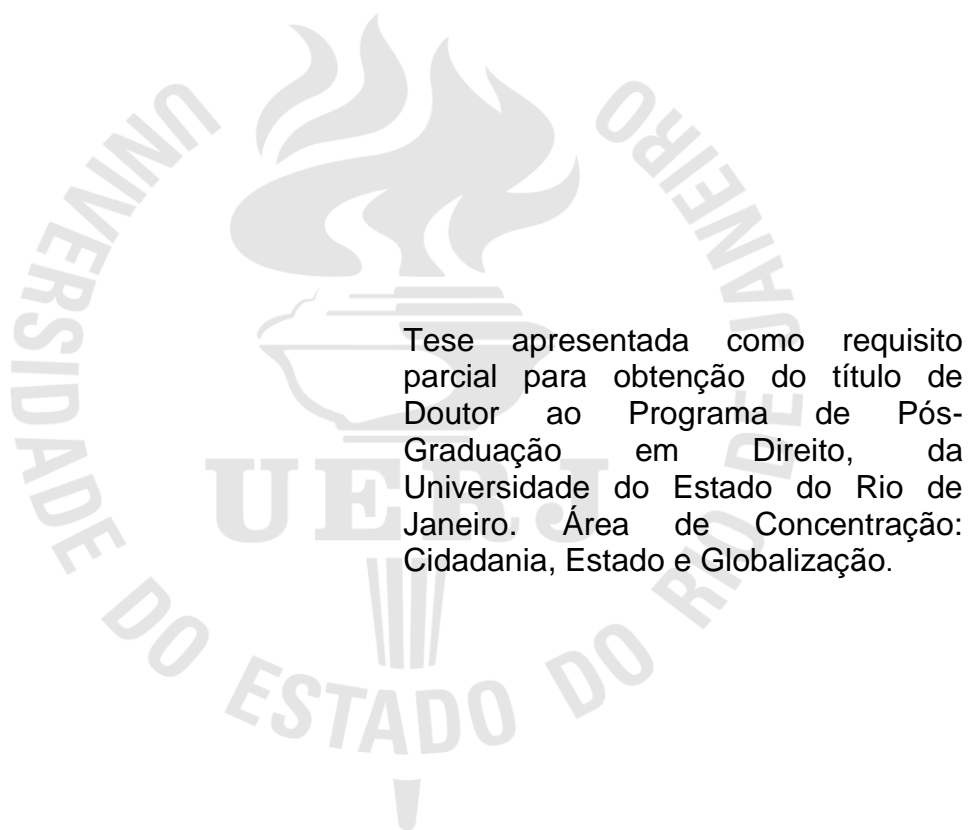 UNIVERSIDADE DO ESTADO DO RIO DE JANEIRO
UERJ
Tese apresentada como requisito
parcial para obtenção do título de
Doutor ao Programa de Pós-
Graduação em Direito, da
Universidade do Estado do Rio de
Janeiro. Área de Concentração:
Cidadania, Estado e Globalização.